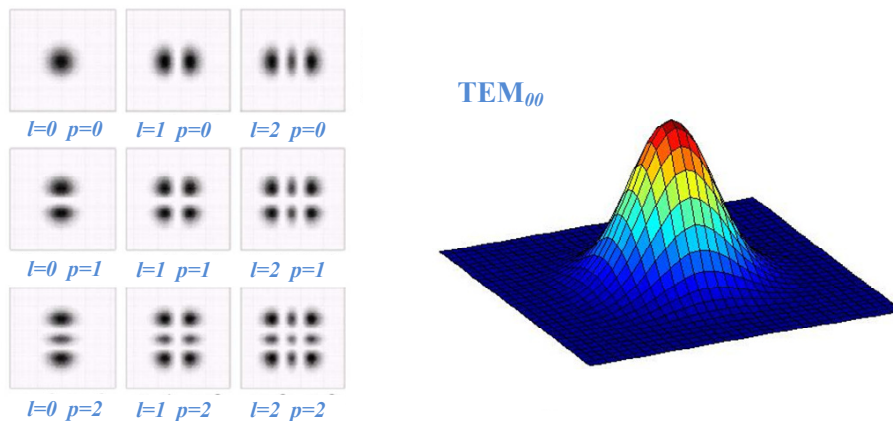 l=0 p=0
l=1 p=0
l=2 p=0
TEM00
l=0 p=1
l=1 p=1
l=2 p=1
l=0 p=2
l=1 p=2
l=2 p=2